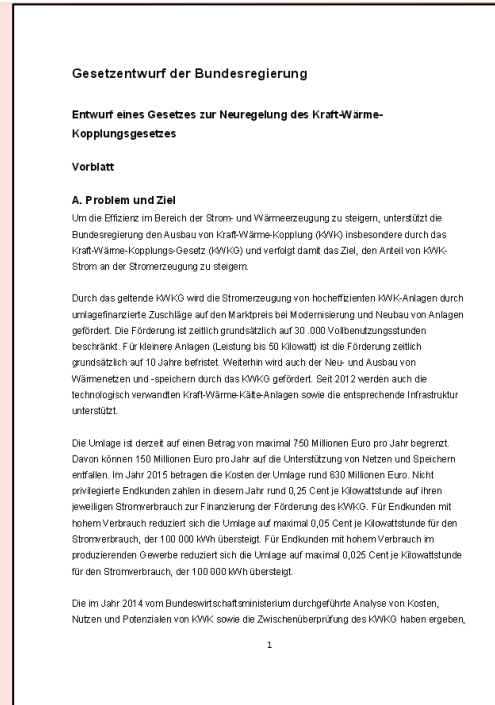 Gesetzentwurf der Bundesregierung
Entwurf eines Gesetzes zur Neuregelung des Kraft-Wärme-
Kopplungsgesetzes
Vorblatt
A. Problem und Ziel
Um die Effizienz im Bereich der Strom- und Wärmeerzeugung zu steigern, unterstützt die
Bundesregierung den Ausbau von Kraft-Wärme-Kopplung (KWK) insbesondere durch das
Kraft-Wärme-Kopplungs-Gesetz (KWKG) und verfolgt damit das Ziel, den Anteil von KWK-
Strom an der Stromerzeugung zu steigern.
Durch das geltende KWKG wird die Stromerzeugung von hocheffizienten KWK-Anlagen durch
umlagefinanzierte Zuschläge auf den Marktpreis bei Modernisierung und Neubau von Anlagen
gefördert. Die Förderung ist zeitlich grundsätzlich auf 30 .000 Vollbenutzungsstunden
beschränkt. Für kleinere Anlagen (Leistung bis 50 Kilowatt) ist die Förderung zeitlich
grundsätzlich auf 10 Jahre befristet. Weiterhin wird auch der Neu- und Ausbau von
Wärmenetzen und -speichern durch das KWKG gefördert. Seit 2012 werden auch die
technologisch verwandten Kraft-Wärme-Kälte-Anlagen sowie die entsprechende Infrastruktur
unterstützt.
Die Umlage ist derzeit auf einen Betrag von maximal 750 Millionen Euro pro Jahr begrenzt.
Davon können 150 Millionen Euro pro Jahr auf die Unterstützung von Netzen und Speichern
entfallen. Im Jahr 2015 betragen die Kosten der Umlage rund 630 Millionen Euro. Nicht
privilegierte Endkunden zahlen in diesem Jahr rund 0,25 Cent je Kilowattstunde auf ihren
jeweiligen Stromverbrauch zur Finanzierung der Förderung des KWKG. Für Endkunden mit
hohem Verbrauch reduziert sich die Umlage auf maximal 0,05 Cent je Kilowattstunde für den
Stromverbrauch, der 100 000 kWh übersteigt. Für Endkunden mit hohem Verbrauch im
produzierenden Gewerbe reduziert sich die Umlage auf maximal 0,025 Cent je Kilowattstunde
für den Stromverbrauch, der 100 000 kWh übersteigt.
Die im Jahr 2014 vom Bundeswirtschaftsministerium durchgeführte Analyse von Kosten,
Nutzen und Potenzialen von KWK sowie die Zwischenüberprüfung des KWKG haben ergeben,
1